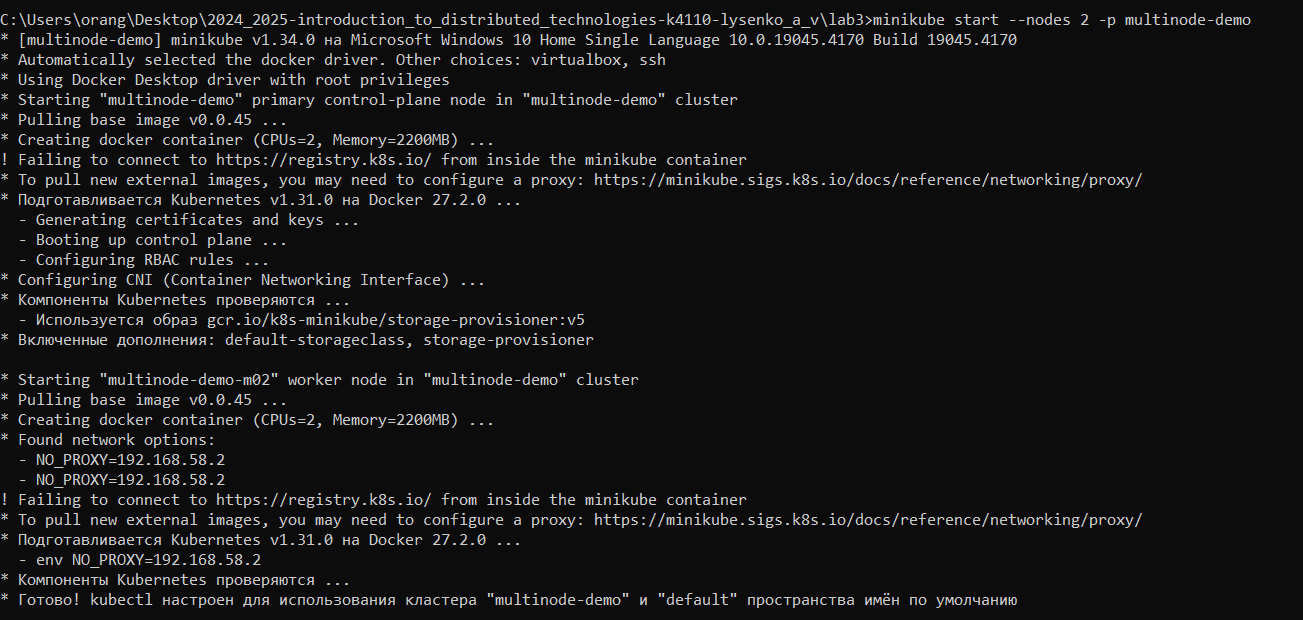 C:\Users\orang\Desktop\2024_2025-introduction_to_distributed_technologies-k4110-lysenko_a_v\lab3>minikube start --nodes 2 -p multinode-demo
* [multinode-demo] minikube v1.34.0 на Microsoft Windows 10 Home Single Language 10.0.19045.4170 Build 19045.4170
* Automatically selected the docker driver. Other choices: virtualbox, ssh
* Using Docker Desktop driver with root privileges
* Starting "multinode-demo" primary control-plane node in "multinode-demo" cluster
* Pulling base image v0.0.45 ...
* Creating docker container (CPUs=2, Memory=2200MB) ...
! Failing to connect to https://registry.k8s.io/ from inside the minikube container
* To pull new external images, you may need to configure a proxy: https://minikube.sigs.k8s.io/docs/reference/networking/proxy/
* Подготавливается Kubernetes v1.31.0 на Docker 27.2.0 ...
  - Generating certificates and keys ...
  - Booting up control plane ...
  - Configuring RBAC rules ...
* Configuring CNI (Container Networking Interface) ...
* Компоненты Kubernetes проверяются ...
  - Используется образ gcr.io/k8s-minikube/storage-provisioner:v5
* Включенные дополнения: default-storageclass, storage-provisioner
* Starting "multinode-demo-m02" worker node in "multinode-demo" cluster
* Pulling base image v0.0.45 ...
* Creating docker container (CPUs=2, Memory=2200MB) ...
* Found network options:
  - NO_PROXY=192.168.58.2
  - NO_PROXY=192.168.58.2
! Failing to connect to https://registry.k8s.io/ from inside the minikube container
* To pull new external images, you may need to configure a proxy: https://minikube.sigs.k8s.io/docs/reference/networking/proxy/
* Подготавливается Kubernetes v1.31.0 на Docker 27.2.0 ...
  - env NO_PROXY=192.168.58.2
* Компоненты Kubernetes проверяются ...
* Готово! kubectl настроен для использования кластера "multinode-demo" и "default" пространства имён по умолчанию